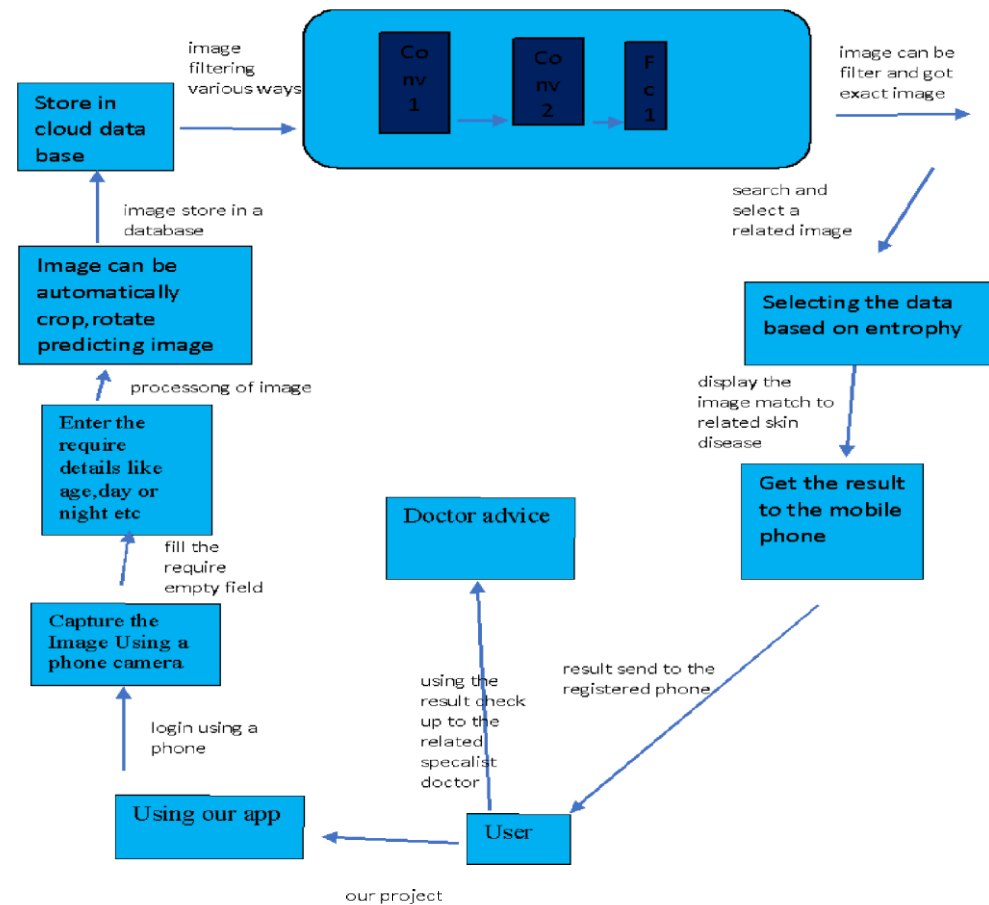 image
filtering
various ways
Co
nv
1
Co
nv
2
F
c
1
image can be
filter and got
exact image
Store in
cloud data
base
search and
select a
related image
image store in a
database
Image can be
automatically
crop,rotate
predicting image
Selecting the data
based on entrophy
processong of image
display the
image match to
related skin
disease
Enter the
require
details like
age,day or
night etc
Get the result
to the mobile
phone
Doctor advice
fill the
require
empty field
Capture the
Image Using a
phone camera
result send to the
registered phone
using the
result check
up to the
related
specalist
doctor
login using a
phone
Using our app
User
our project